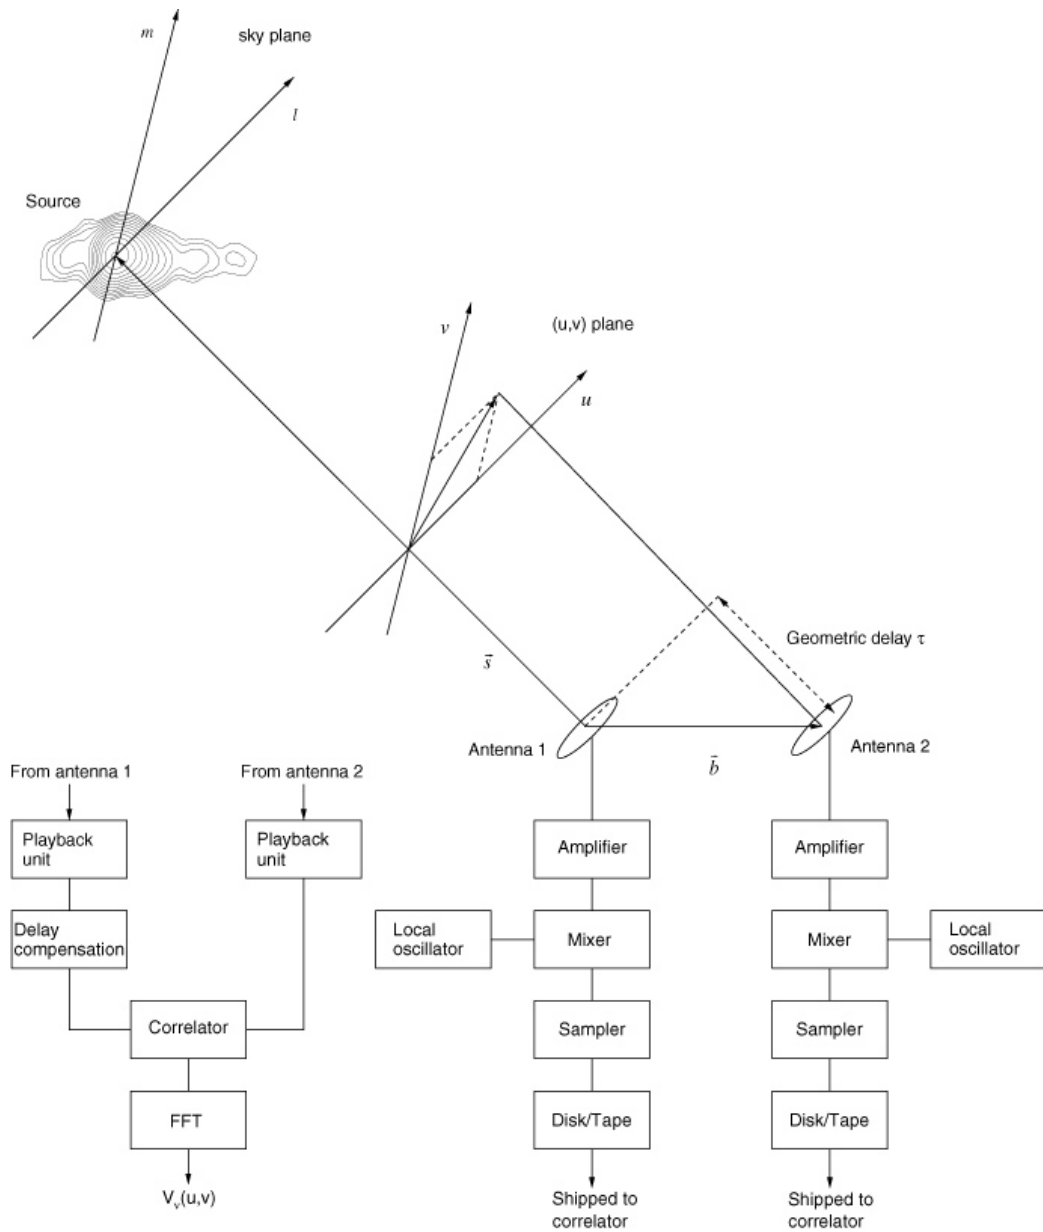 m
sky plane
l
Source
v
(u,v) plane
u
Geometric delay τ
s̄
Antenna 1
Antenna 2
b̄
From antenna 1
From antenna 2
Playback
unit
Playback
unit
Amplifier
Amplifier
Delay
compensation
Local
oscillator
Mixer
Mixer
Local
oscillator
Correlator
Sampler
Sampler
FFT
Disk/Tape
Disk/Tape
Vᵥ(u,v)
Shipped to
correlator
Shipped to
correlator